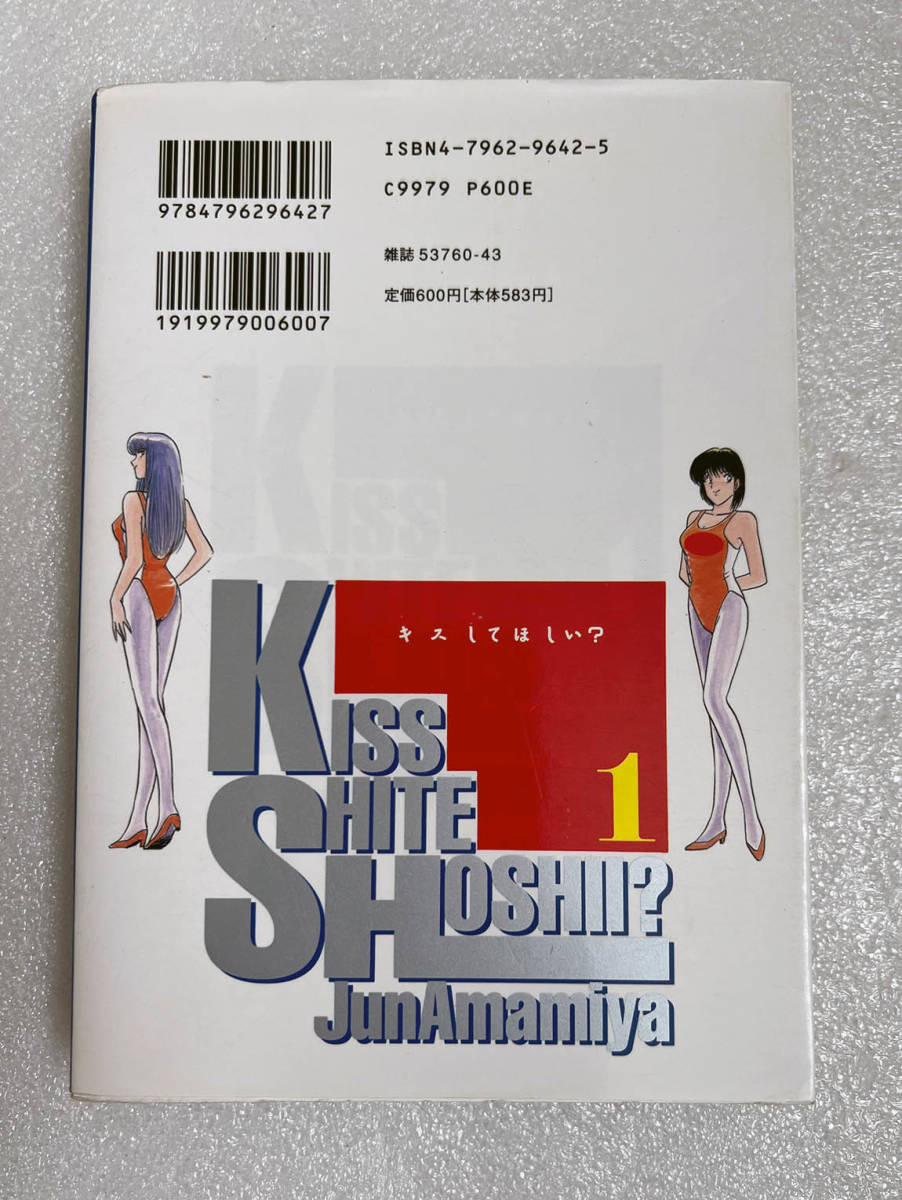 ISBN4-7962-9642-5
C9979 P600E
9784796296427
雑誌 53760-43
定価600円[本体583円]
1919979006007
キスしてほしい?
KISS
SHITE
HOSHII?
1
JunAmamiya